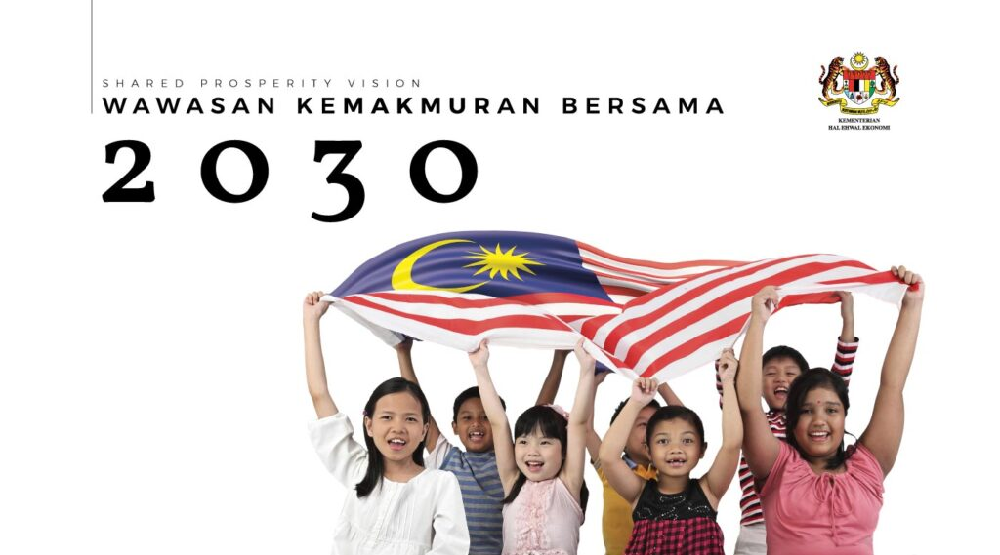 SHARED PROSPERITY VISION
WAWASAN KEMAKMURAN BERSAMA
2030
KEMENTERIAN
HAL EHWAL EKONOMI